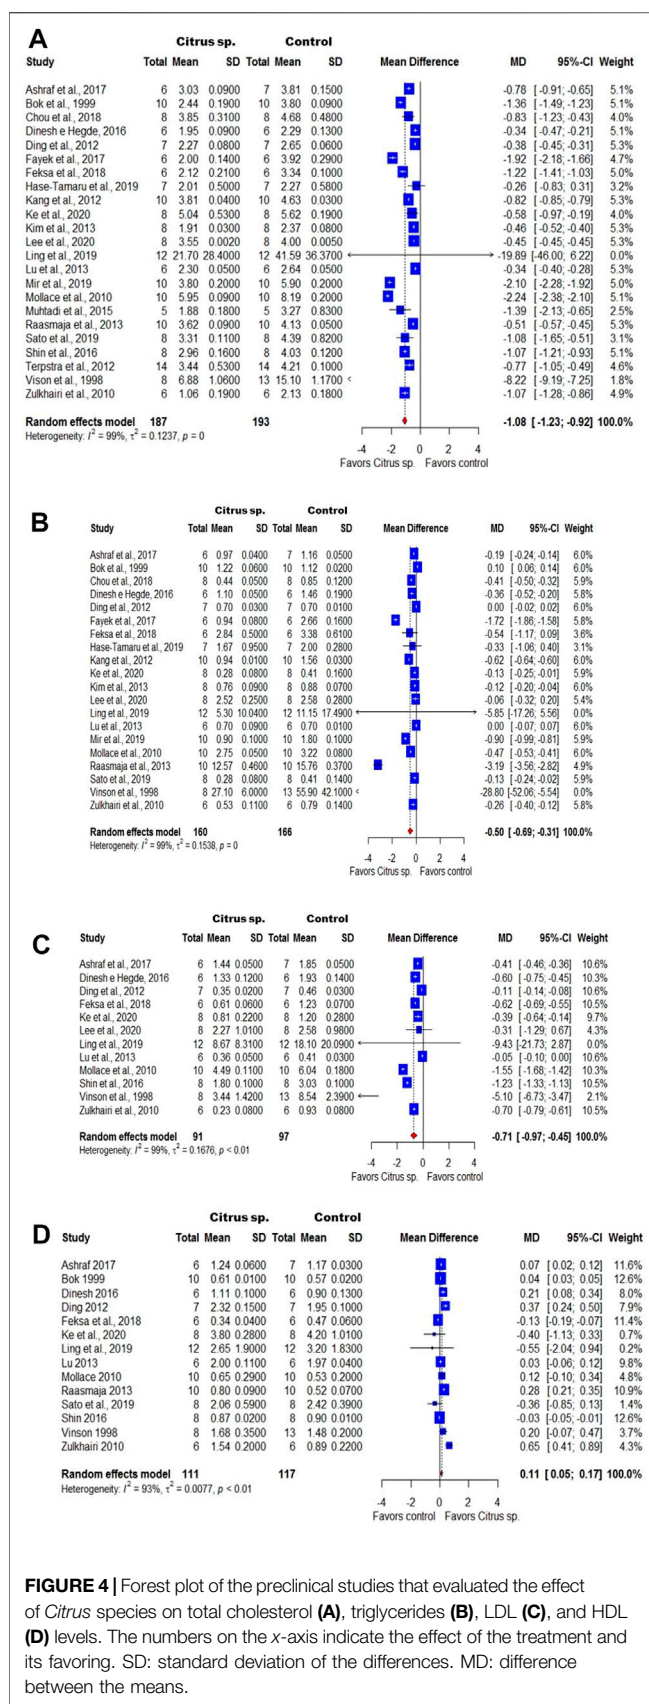 A
Citrus sp. Control
Study Total Mean SD Total Mean SD Mean Difference MD 95%-CI Weight
Ashraf et al., 2017 6 3.03 0.0900 7 3.81 0.1500 -0.78 [-0.91; -0.65] 5.1%
Bok et al., 1999 10 2.44 0.1900 10 3.80 0.0900 -1.36 [-1.49; -1.23] 5.1%
Chou et al., 2018 8 3.85 0.3100 8 4.68 0.4800 -0.83 [-1.23; -0.43] 4.0%
Dinesh e Hegde, 2016 6 1.95 0.0900 6 2.29 0.1300 -0.34 [-0.47; -0.21] 5.1%
Ding et al., 2012 7 2.27 0.0800 7 2.65 0.0600 -0.38 [-0.45; -0.31] 5.2%
Fayek et al., 2017 6 2.00 0.1400 6 3.92 0.2900 -1.92 [-2.18; -1.66] 4.7%
Feksa et al., 2018 6 2.12 0.2100 6 3.34 0.1000 -1.22 [-1.41; -1.03] 5.0%
Hase-Tamaru et al., 2019 7 2.01 0.5000 7 2.27 0.5800 -0.26 [-0.83; 0.31] 3.2%
Kang et al., 2012 10 3.81 0.0400 10 4.63 0.0300 -0.82 [-0.85; -0.79] 5.3%
Ke et al., 2020 8 5.04 0.5300 8 5.62 0.1900 -0.58 [-0.97; -0.19] 4.1%
Kim et al., 2013 8 1.91 0.0300 8 2.37 0.0800 -0.46 [-0.52; -0.40] 5.3%
Lee et al., 2020 8 3.55 0.0020 8 4.00 0.0050 -0.45 [-0.45; -0.45] 5.3%
Ling et al., 2019 12 21.70 28.4000 12 41.59 36.3700 -19.89 [-46.00; 6.22] 0.0%
Lu et al., 2013 6 2.30 0.0500 6 2.64 0.0500 -0.34 [-0.40; -0.28] 5.3%
Mir et al., 2019 10 3.80 0.2000 10 5.90 0.2000 -2.10 [-2.28; -1.92] 5.0%
Mollace et al., 2010 10 5.95 0.0900 10 8.19 0.2000 -2.24 [-2.38; -2.10] 5.1%
Muhtadi et al., 2015 5 1.88 0.1800 5 3.27 0.8300 -1.39 [-2.13; -0.65] 2.5%
Raasmaja et al., 2013 10 3.62 0.0900 10 4.13 0.0500 -0.51 [-0.57; -0.45] 5.3%
Sato et al., 2019 8 3.31 0.1100 8 4.39 0.8200 -1.08 [-1.65; -0.51] 3.1%
Shin et al., 2016 8 2.96 0.1600 8 4.03 0.1200 -1.07 [-1.21; -0.93] 5.1%
Terpstra et al., 2012 14 3.44 0.5300 14 4.21 0.1000 -0.77 [-1.05; -0.49] 4.6%
Vison et al., 1998 8 6.88 1.0600 13 15.10 1.1700 -8.22 [-9.19; -7.25] 1.8%
Zulkhairi et al., 2010 6 1.06 0.1900 6 2.13 0.1800 -1.07 [-1.28; -0.86] 4.9%
Random effects model 187 193 -1.08 [-1.23; -0.92] 100.0%
Heterogeneity: I² = 99%, τ² = 0.1237, p = 0
-4 -2 0 2 4
Favors Citrus sp. Favors control
B
Citrus sp. Control
Study Total Mean SD Total Mean SD Mean Difference MD 95%-CI Weight
Ashraf et al., 2017 6 0.97 0.0400 7 1.16 0.0500 -0.19 [-0.24; -0.14] 6.0%
Bok et al., 1999 10 1.22 0.0600 10 1.12 0.0200 0.10 [ 0.06; 0.14] 6.0%
Chou et al., 2018 8 0.44 0.0500 8 0.85 0.1200 -0.41 [-0.50; -0.32] 5.9%
Dinesh e Hegde, 2016 6 1.10 0.0500 6 1.46 0.1900 -0.36 [-0.52; -0.20] 5.8%
Ding et al., 2012 7 0.70 0.0300 7 0.70 0.0100 0.00 [-0.02; 0.02] 6.0%
Fayek et al., 2017 6 0.94 0.0800 6 2.66 0.1600 -1.72 [-1.86; -1.58] 5.9%
Feksa et al., 2018 6 2.84 0.5000 6 3.38 0.6100 -0.54 [-1.17; 0.09] 3.7%
Hase-Tamaru et al., 2019 7 1.67 0.9500 7 2.00 0.2800 -0.33 [-1.06; 0.40] 3.1%
Kang et al., 2012 10 0.94 0.0100 10 1.56 0.0300 -0.62 [-0.64; -0.60] 6.0%
Ke et al., 2020 8 0.28 0.0800 8 0.41 0.1600 -0.13 [-0.25; -0.01] 5.9%
Kim et al., 2013 8 0.76 0.0900 8 0.88 0.0700 -0.12 [-0.20; -0.04] 6.0%
Lee et al., 2020 8 2.52 0.2500 8 2.58 0.2800 -0.06 [-0.32; 0.20] 5.4%
Ling et al., 2019 12 5.30 10.0400 12 11.15 17.4900 -5.85 [-17.26; 5.56] 0.0%
Lu et al., 2013 6 0.70 0.0900 6 0.70 0.0100 0.00 [-0.07; 0.07] 6.0%
Mir et al., 2019 10 0.90 0.1000 10 1.80 0.1000 -0.90 [-0.99; -0.81] 5.9%
Mollace et al., 2010 10 2.75 0.0500 10 3.22 0.0800 -0.47 [-0.53; -0.41] 6.0%
Raasmaja et al., 2013 10 12.57 0.4600 10 15.76 0.3700 -3.19 [-3.56; -2.82] 4.9%
Sato et al., 2019 8 0.28 0.0800 8 0.41 0.1400 -0.13 [-0.24; -0.02] 5.9%
Vinson et al., 1998 8 27.10 6.0000 13 55.90 42.1000 -28.80 [-52.06; -5.54] 0.0%
Zulkhairi et al., 2010 6 0.53 0.1100 6 0.79 0.1400 -0.26 [-0.40; -0.12] 5.8%
Random effects model 160 166 -0.50 [-0.69; -0.31] 100.0%
Heterogeneity: I² = 99%, τ² = 0.1538, p = 0
-4 -2 0 2 4
Favors Citrus sp. Favors control
C
Citrus sp. Control
Study Total Mean SD Total Mean SD Mean Difference MD 95%-CI Weight
Ashraf et al., 2017 6 1.44 0.0500 7 1.85 0.0500 -0.41 [-0.46; -0.36] 10.6%
Dinesh e Hegde, 2016 6 1.33 0.1200 6 1.93 0.1400 -0.60 [-0.75; -0.45] 10.3%
Ding et al., 2012 7 0.35 0.0200 7 0.46 0.0300 -0.11 [-0.14; -0.08] 10.6%
Feksa et al., 2018 6 0.61 0.0600 6 1.23 0.0700 -0.62 [-0.69; -0.55] 10.5%
Ke et al., 2020 8 0.81 0.2200 8 1.20 0.2800 -0.39 [-0.64; -0.14] 9.7%
Lee et al., 2020 8 2.27 1.0100 8 2.58 0.9800 -0.31 [-1.29; 0.67] 4.3%
Ling et al., 2019 12 8.67 8.3100 12 18.10 20.0900 -9.43 [-21.73; 2.87] 0.0%
Lu et al., 2013 6 0.36 0.0500 6 0.41 0.0300 -0.05 [-0.10; 0.00] 10.6%
Mollace et al., 2010 10 4.49 0.1100 10 6.04 0.1800 -1.55 [-1.68; -1.42] 10.4%
Shin et al., 2016 8 1.80 0.1000 8 3.03 0.1000 -1.23 [-1.33; -1.13] 10.5%
Vinson et al., 1998 8 3.44 1.4200 13 8.54 2.3900 -5.10 [-6.73; -3.47] 2.1%
Zulkhairi et al., 2010 6 0.23 0.0800 6 0.93 0.0800 -0.70 [-0.79; -0.61] 10.5%
Random effects model 91 97 -0.71 [-0.97; -0.45] 100.0%
Heterogeneity: I² = 99%, τ² = 0.1676, p < 0.01
-4 -2 0 2 4
Favors Citrus sp. Favors control
D
Citrus sp. Control
Study Total Mean SD Total Mean SD Mean Difference MD 95%-CI Weight
Ashraf 2017 6 1.24 0.0600 7 1.17 0.0300 0.07 [ 0.02; 0.12] 11.6%
Bok 1999 10 0.61 0.0100 10 0.57 0.0200 0.04 [ 0.03; 0.05] 12.6%
Dinesh 2016 6 1.11 0.1000 6 0.90 0.1300 0.21 [ 0.08; 0.34] 8.0%
Ding 2012 7 2.32 0.1500 7 1.95 0.1000 0.37 [ 0.24; 0.50] 7.9%
Feksa et al., 2018 6 0.34 0.0400 6 0.47 0.0600 -0.13 [-0.19; -0.07] 11.4%
Ke et al., 2020 8 3.80 0.2800 8 4.20 1.0100 -0.40 [-1.13; 0.33] 0.7%
Ling et al., 2019 12 2.65 1.9000 12 3.20 1.8300 -0.55 [-2.04; 0.94] 0.2%
Lu 2013 6 2.00 0.1100 6 1.97 0.0400 0.03 [-0.06; 0.12] 9.8%
Mollace 2010 10 0.65 0.2900 10 0.53 0.2000 0.12 [-0.10; 0.34] 4.8%
Raasmaja 2013 10 0.80 0.0900 10 0.52 0.0700 0.28 [ 0.21; 0.35] 10.9%
Sato et al., 2019 8 2.06 0.5900 8 2.42 0.3900 -0.36 [-0.85; 0.13] 1.4%
Shin 2016 8 0.87 0.0200 8 0.90 0.0100 -0.03 [-0.05; -0.01] 12.6%
Vinson 1998 8 1.68 0.3500 13 1.48 0.2000 0.20 [-0.07; 0.47] 3.7%
Zulkhairi 2010 6 1.54 0.2000 6 0.89 0.2200 0.65 [ 0.41; 0.89] 4.3%
Random effects model 111 117 0.11 [ 0.05; 0.17] 100.0%
Heterogeneity: I² = 93%, τ² = 0.0077, p < 0.01
-4 -2 0 2 4
Favors control Favors Citrus sp.
FIGURE 4 | Forest plot of the preclinical studies that evaluated the effect
of Citrus species on total cholesterol (A), triglycerides (B), LDL (C), and HDL
(D) levels. The numbers on the x-axis indicate the effect of the treatment and
its favoring. SD: standard deviation of the differences. MD: difference
between the means.